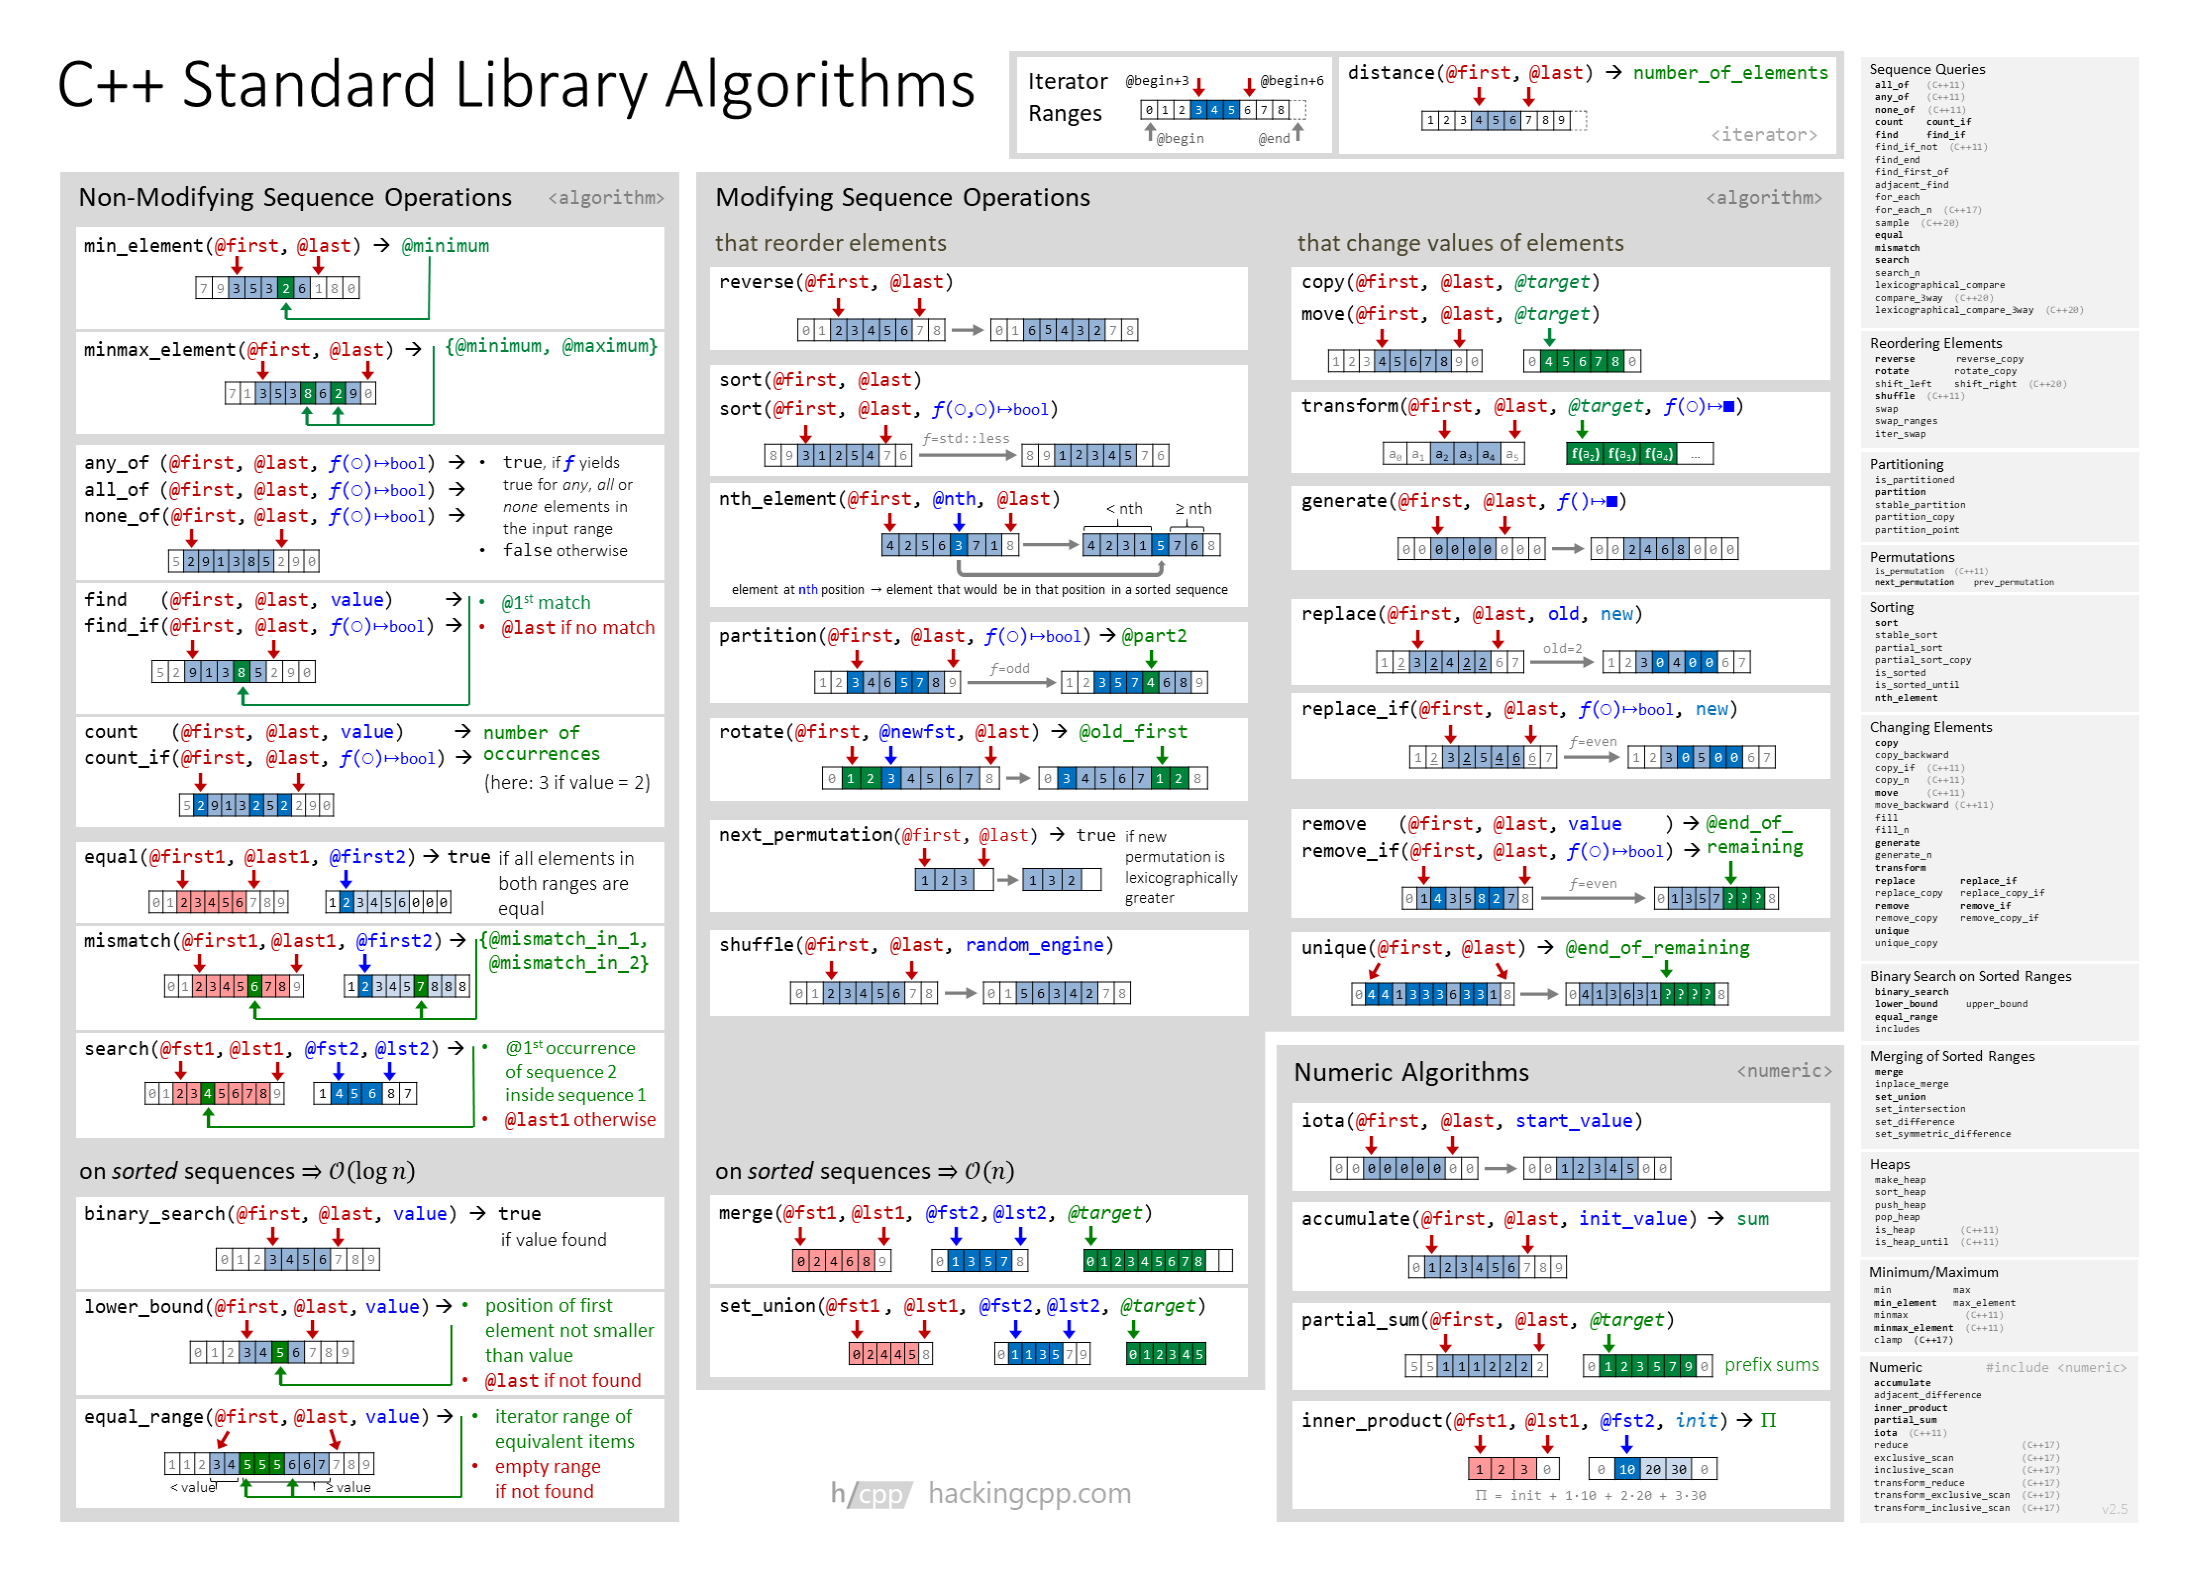 C++ Standard Library Algorithms
Iterator
Ranges
@begin+3 @begin+6
0 1 2 3 4 5 6 7 8
@begin @end
distance(@first, @last) → number_of_elements
1 2 3 4 5 6 7 8 9
<iterator>
Non-Modifying Sequence Operations <algorithm>
min_element(@first, @last) → @minimum
7 9 3 5 3 2 6 1 8 0
minmax_element(@first, @last) → {@minimum, @maximum}
7 1 3 5 3 8 6 2 9 0
any_of (@first, @last, f(○)↦bool) →
all_of (@first, @last, f(○)↦bool) →
none_of(@first, @last, f(○)↦bool) →
• true, if f yields
true for any, all or
none elements in
the input range
• false otherwise
5 2 9 1 3 8 5 2 9 0
find (@first, @last, value) →
find_if(@first, @last, f(○)↦bool) →
• @1st match
• @last if no match
5 2 9 1 3 8 5 2 9 0
count (@first, @last, value) → number of
count_if(@first, @last, f(○)↦bool) → occurrences
(here: 3 if value = 2)
5 2 9 1 3 2 5 2 2 9 0
equal(@first1, @last1, @first2) → true if all elements in
both ranges are
equal
0 1 2 3 4 5 6 7 8 9 1 2 3 4 5 6 0 0 0
mismatch(@first1,@last1, @first2) → {@mismatch_in_1,
@mismatch_in_2}
0 1 2 3 4 5 6 7 8 9 1 2 3 4 5 7 8 8 8
search(@fst1,@lst1, @fst2,@lst2) →
• @1st occurrence
of sequence 2
inside sequence 1
• @last1 otherwise
0 1 2 3 4 5 6 7 8 9 1 4 5 6 8 7
on sorted sequences ⇒ O(log n)
binary_search(@first, @last, value) → true
if value found
0 1 2 3 4 5 6 7 8 9
lower_bound(@first, @last, value) →
• position of first
element not smaller
than value
• @last if not found
0 1 2 3 4 5 6 7 8 9
equal_range(@first, @last, value) →
• iterator range of
equivalent items
• empty range
if not found
1 1 2 3 4 5 5 5 6 6 7 7 8 9
< value ≥ value
Modifying Sequence Operations <algorithm>
that reorder elements
reverse(@first, @last)
0 1 2 3 4 5 6 7 8 → 0 1 6 5 4 3 2 7 8
sort(@first, @last)
sort(@first, @last, f(○,○)↦bool)
f=std::less
8 9 3 1 2 5 4 7 6 → 8 9 1 2 3 4 5 7 6
nth_element(@first, @nth, @last)
< nth ≥ nth
4 2 5 6 3 7 1 8 → 4 2 3 1 5 7 6 8
element at nth position → element that would be in that position in a sorted sequence
partition(@first, @last, f(○)↦bool) → @part2
f=odd
1 2 3 4 6 5 7 8 9 → 1 2 3 5 7 4 6 8 9
rotate(@first, @newfst, @last) → @old_first
0 1 2 3 4 5 6 7 8 → 0 3 4 5 6 7 1 2 8
next_permutation(@first, @last) → true if new
permutation is
lexicographically
greater
1 2 3 → 1 3 2
shuffle(@first, @last, random_engine)
0 1 2 3 4 5 6 7 8 → 0 1 5 6 3 4 2 7 8
on sorted sequences ⇒ O(n)
merge(@fst1,@lst1, @fst2,@lst2, @target)
0 2 4 6 8 9 0 1 3 5 7 8 0 1 2 3 4 5 6 7 8
set_union(@fst1, @lst1, @fst2,@lst2, @target)
0 2 4 4 5 8 0 1 1 3 5 7 9 0 1 2 3 4 5
h/cpp/ hackingcpp.com
that change values of elements
copy(@first, @last, @target)
move(@first, @last, @target)
1 2 3 4 5 6 7 8 9 0 0 4 5 6 7 8 0
transform(@first, @last, @target, f(○)↦■)
a0 a1 a2 a3 a4 a5 f(a2) f(a3) f(a4) …
generate(@first, @last, f()↦■)
0 0 0 0 0 0 0 0 0 → 0 0 2 4 6 8 0 0 0
replace(@first, @last, old, new)
old=2
1 2 3 2 4 2 2 6 7 → 1 2 3 0 4 0 0 6 7
replace_if(@first, @last, f(○)↦bool, new)
f=even
1 2 3 2 5 4 6 6 7 → 1 2 3 0 5 0 0 6 7
remove (@first, @last, value ) → @end_of_
remove_if(@first, @last, f(○)↦bool) → remaining
f=even
0 1 4 3 5 8 2 7 8 → 0 1 3 5 7 ? ? ? 8
unique(@first, @last) → @end_of_remaining
0 4 4 1 3 3 3 6 3 3 1 8 → 0 4 1 3 6 3 1 ? ? ? ? 8
Numeric Algorithms <numeric>
iota(@first, @last, start_value)
0 0 0 0 0 0 0 0 0 → 0 0 1 2 3 4 5 0 0
accumulate(@first, @last, init_value) → sum
0 1 2 3 4 5 6 7 8 9
partial_sum(@first, @last, @target)
5 5 1 1 1 2 2 2 2 0 1 2 3 5 7 9 0 prefix sums
inner_product(@fst1, @lst1, @fst2, init) → Π
1 2 3 0 0 10 20 30 0
Π = init + 1·10 + 2·20 + 3·30
Sequence Queries
all_of (C++11)
any_of (C++11)
none_of (C++11)
count count_if
find find_if
find_if_not (C++11)
find_end
find_first_of
adjacent_find
for_each
for_each_n (C++17)
sample (C++20)
equal
mismatch
search
search_n
lexicographical_compare
compare_3way (C++20)
lexicographical_compare_3way (C++20)
Reordering Elements
reverse reverse_copy
rotate rotate_copy
shift_left shift_right (C++20)
shuffle (C++11)
swap
swap_ranges
iter_swap
Partitioning
is_partitioned
partition
stable_partition
partition_copy
partition_point
Permutations
is_permutation (C++11)
next_permutation prev_permutation
Sorting
sort
stable_sort
partial_sort
partial_sort_copy
is_sorted
is_sorted_until
nth_element
Changing Elements
copy
copy_backward
copy_if (C++11)
copy_n (C++11)
move (C++11)
move_backward (C++11)
fill
fill_n
generate
generate_n
transform
replace replace_if
replace_copy replace_copy_if
remove remove_if
remove_copy remove_copy_if
unique
unique_copy
Binary Search on Sorted Ranges
binary_search
lower_bound upper_bound
equal_range
includes
Merging of Sorted Ranges
merge
inplace_merge
set_union
set_intersection
set_difference
set_symmetric_difference
Heaps
make_heap
sort_heap
push_heap
pop_heap
is_heap (C++11)
is_heap_until (C++11)
Minimum/Maximum
min max
min_element max_element
minmax (C++11)
minmax_element (C++11)
clamp (C++17)
Numeric #include <numeric>
accumulate
adjacent_difference
inner_product
partial_sum
iota (C++11)
reduce (C++17)
exclusive_scan (C++17)
inclusive_scan (C++17)
transform_reduce (C++17)
transform_exclusive_scan (C++17)
transform_inclusive_scan (C++17)
v2.5